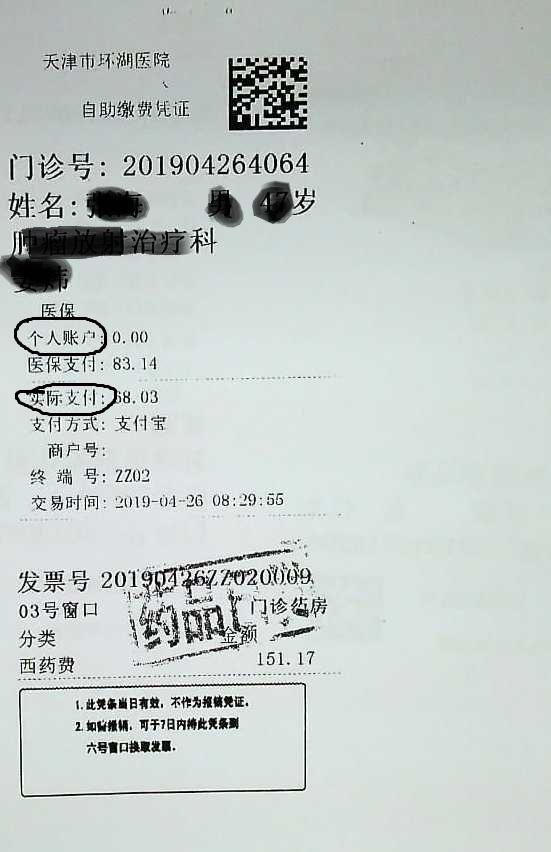 天津市环湖医院
自助缴费凭证
门诊号: 201904264064
姓名: 男 47岁
肿瘤放射治疗科
医保
个人账户: 0.00
医保支付: 83.14
实际支付: 68.03
支付方式: 支付宝
商户号:
终端号: ZZ02
交易时间: 2019-04-26 08:29:55
发票号 20190426ZZ020009
03号窗口 门诊药房
分类 金额
西药费 151.17
药品
1. 此凭条当日有效, 不作为报销凭证.
2. 如需报销, 可于7日内持此凭条到
六号窗口换取发票.